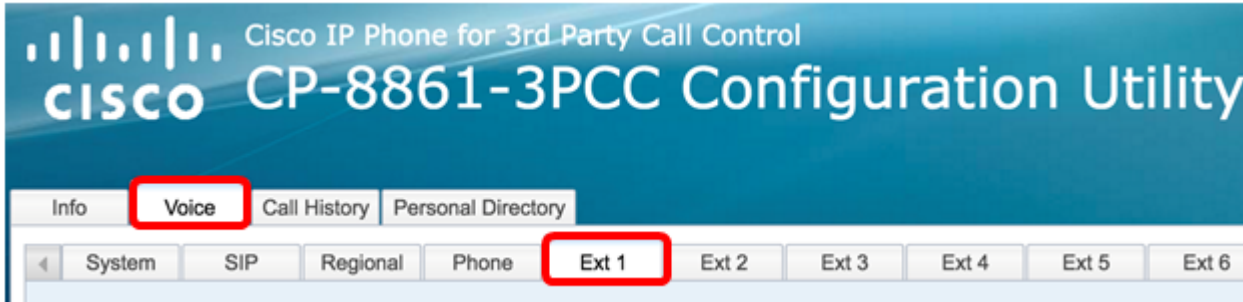 Cisco IP Phone for 3rd Party Call Control
CISCO CP-8861-3PCC Configuration Utility
Info Voice Call History Personal Directory
System SIP Regional Phone Ext 1 Ext 2 Ext 3 Ext 4 Ext 5 Ext 6